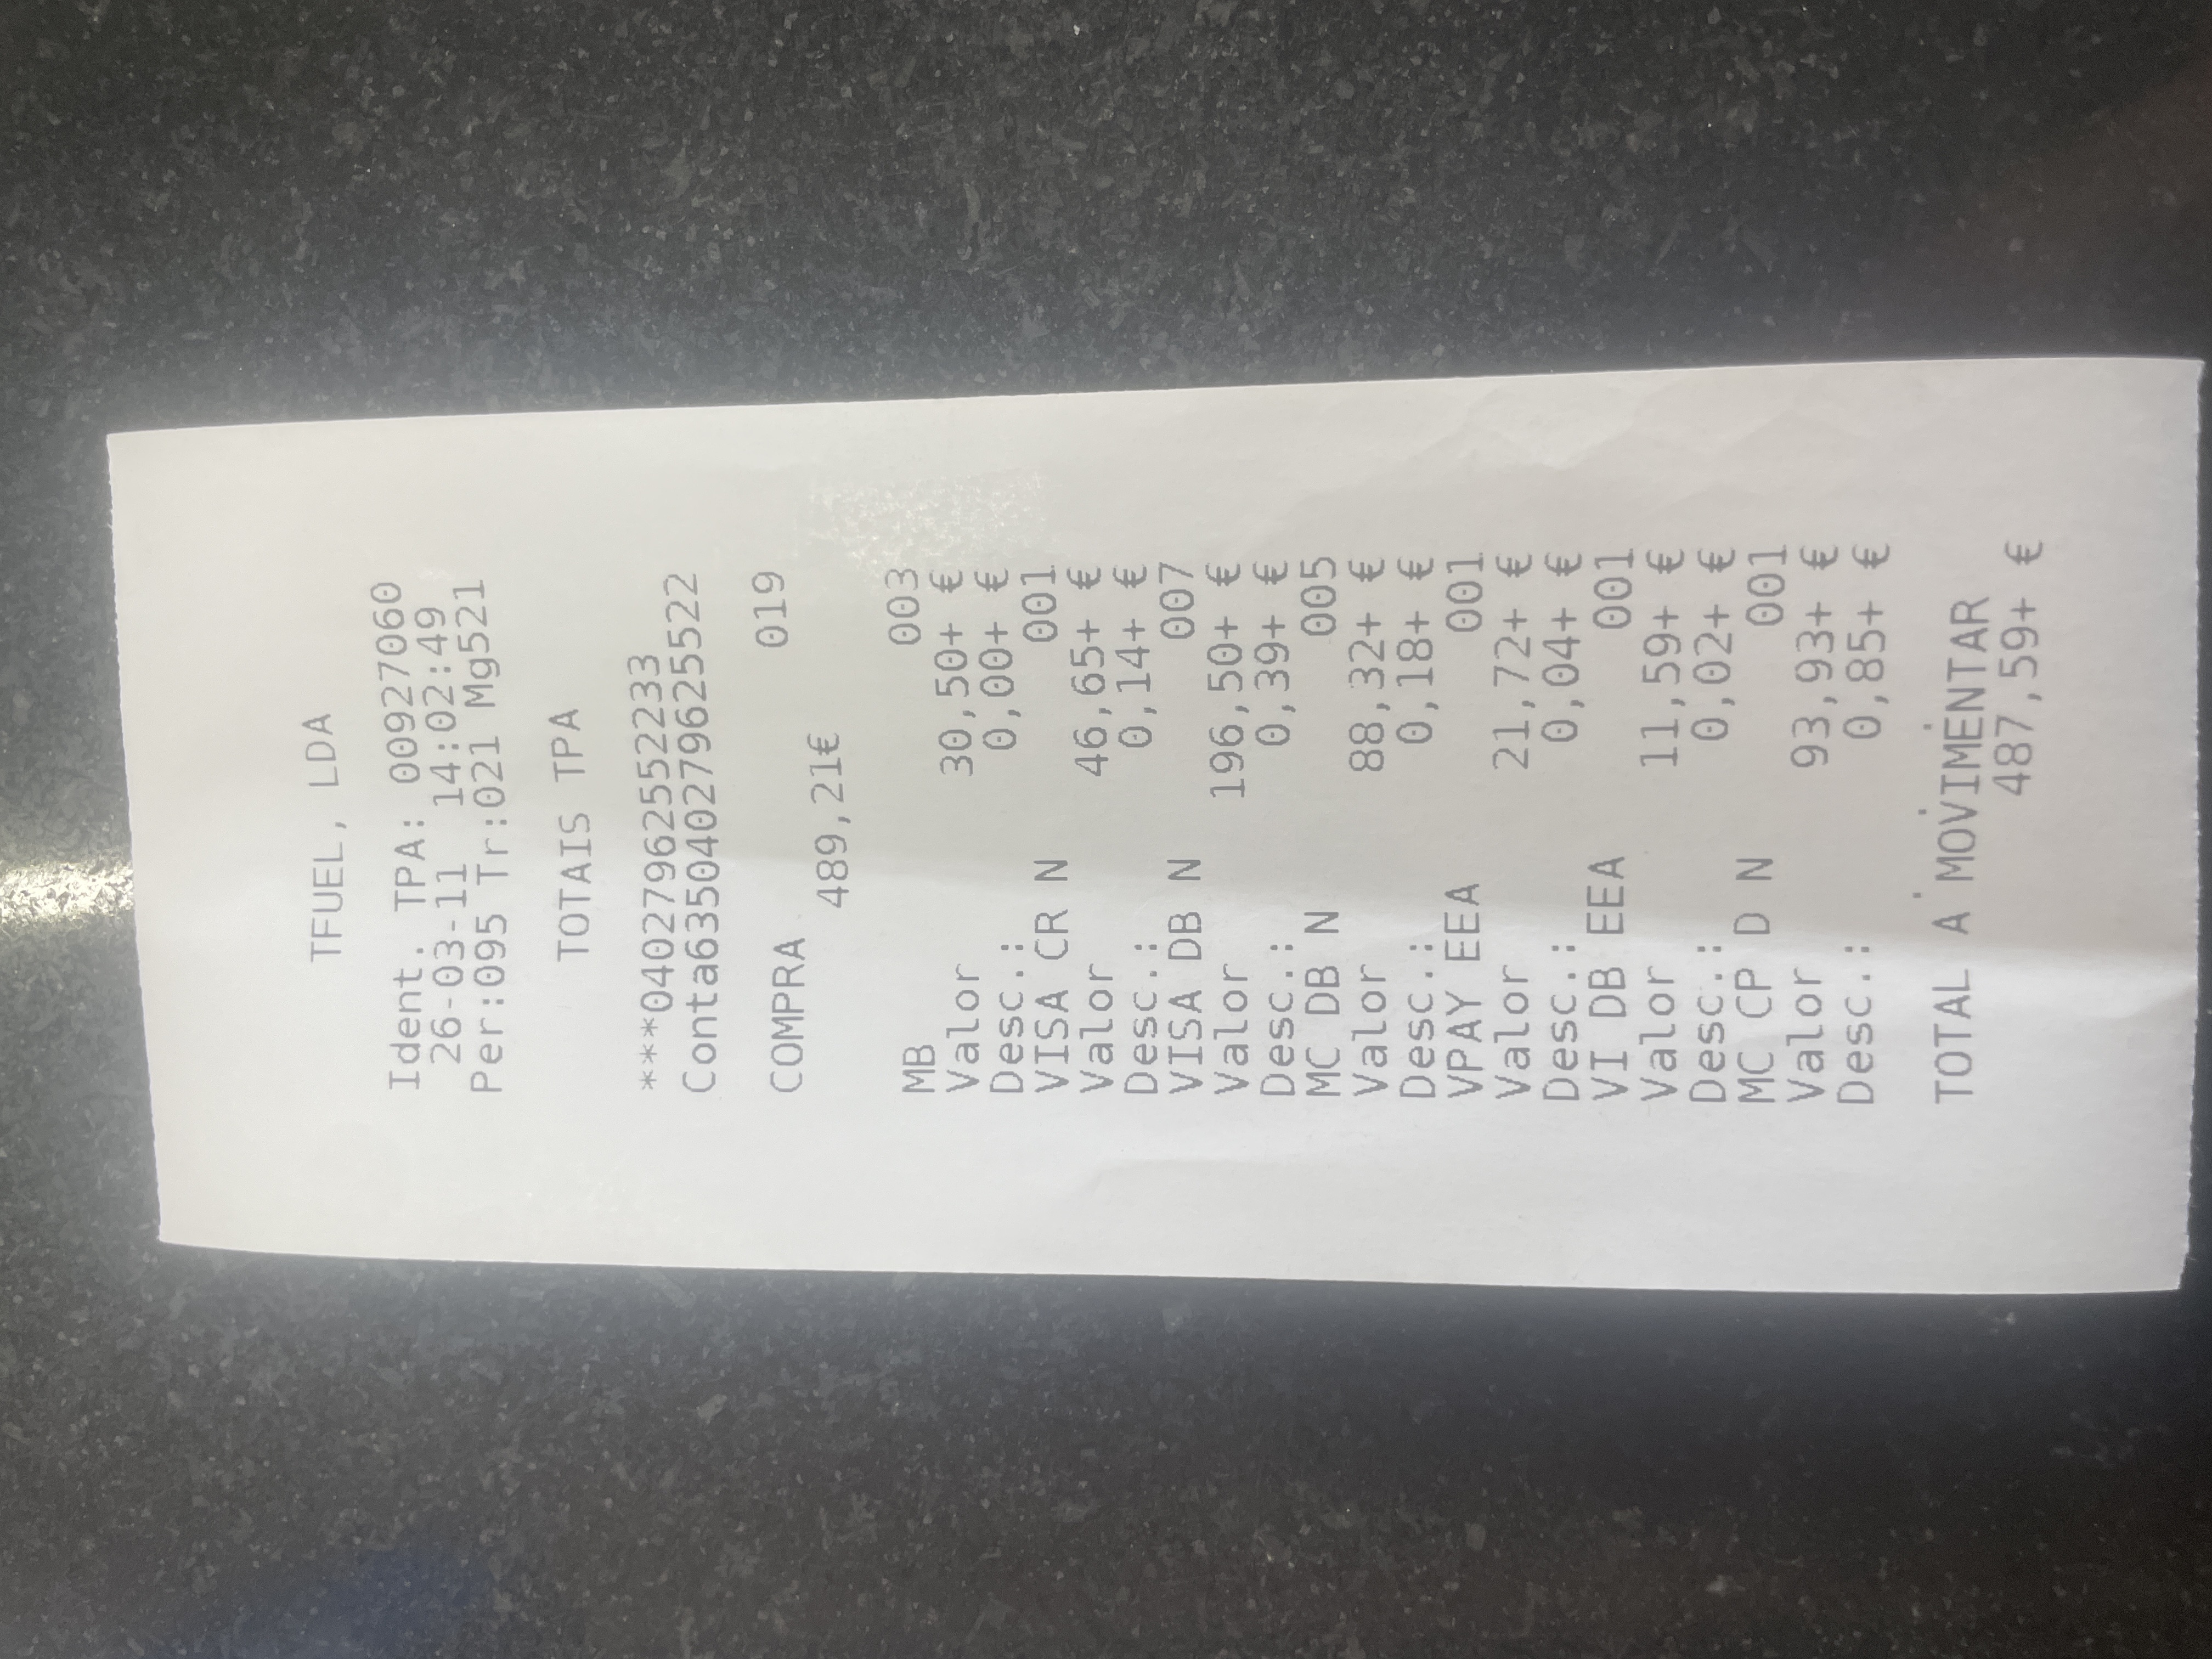 TFUEL, LDA
Ident. TPA: 00927060
26-03-11 14:02:49
Per:095 Tr:021 Mg521
TOTAIS TPA
***04027962552233
Conta635040279625522
COMPRA 019
489,21€
MB 003
Valor 30,50+ €
Desc.: 0,00+ €
VISA CR N 001
Valor 46,65+ €
Desc.: 0,14+ €
VISA DB N 007
Valor 196,50+ €
Desc.: 0,39+ €
MC DB N 005
Valor 88,32+ €
Desc.: 0,18+ €
VPAY EEA 001
Valor 21,72+ €
Desc.: 0,04+ €
VI DB EEA 001
Valor 11,59+ €
Desc.: 0,02+ €
MC CP D N 001
Valor 93,93+ €
Desc.: 0,85+ €
TOTAL A MOVIMENTAR
487,59+ €